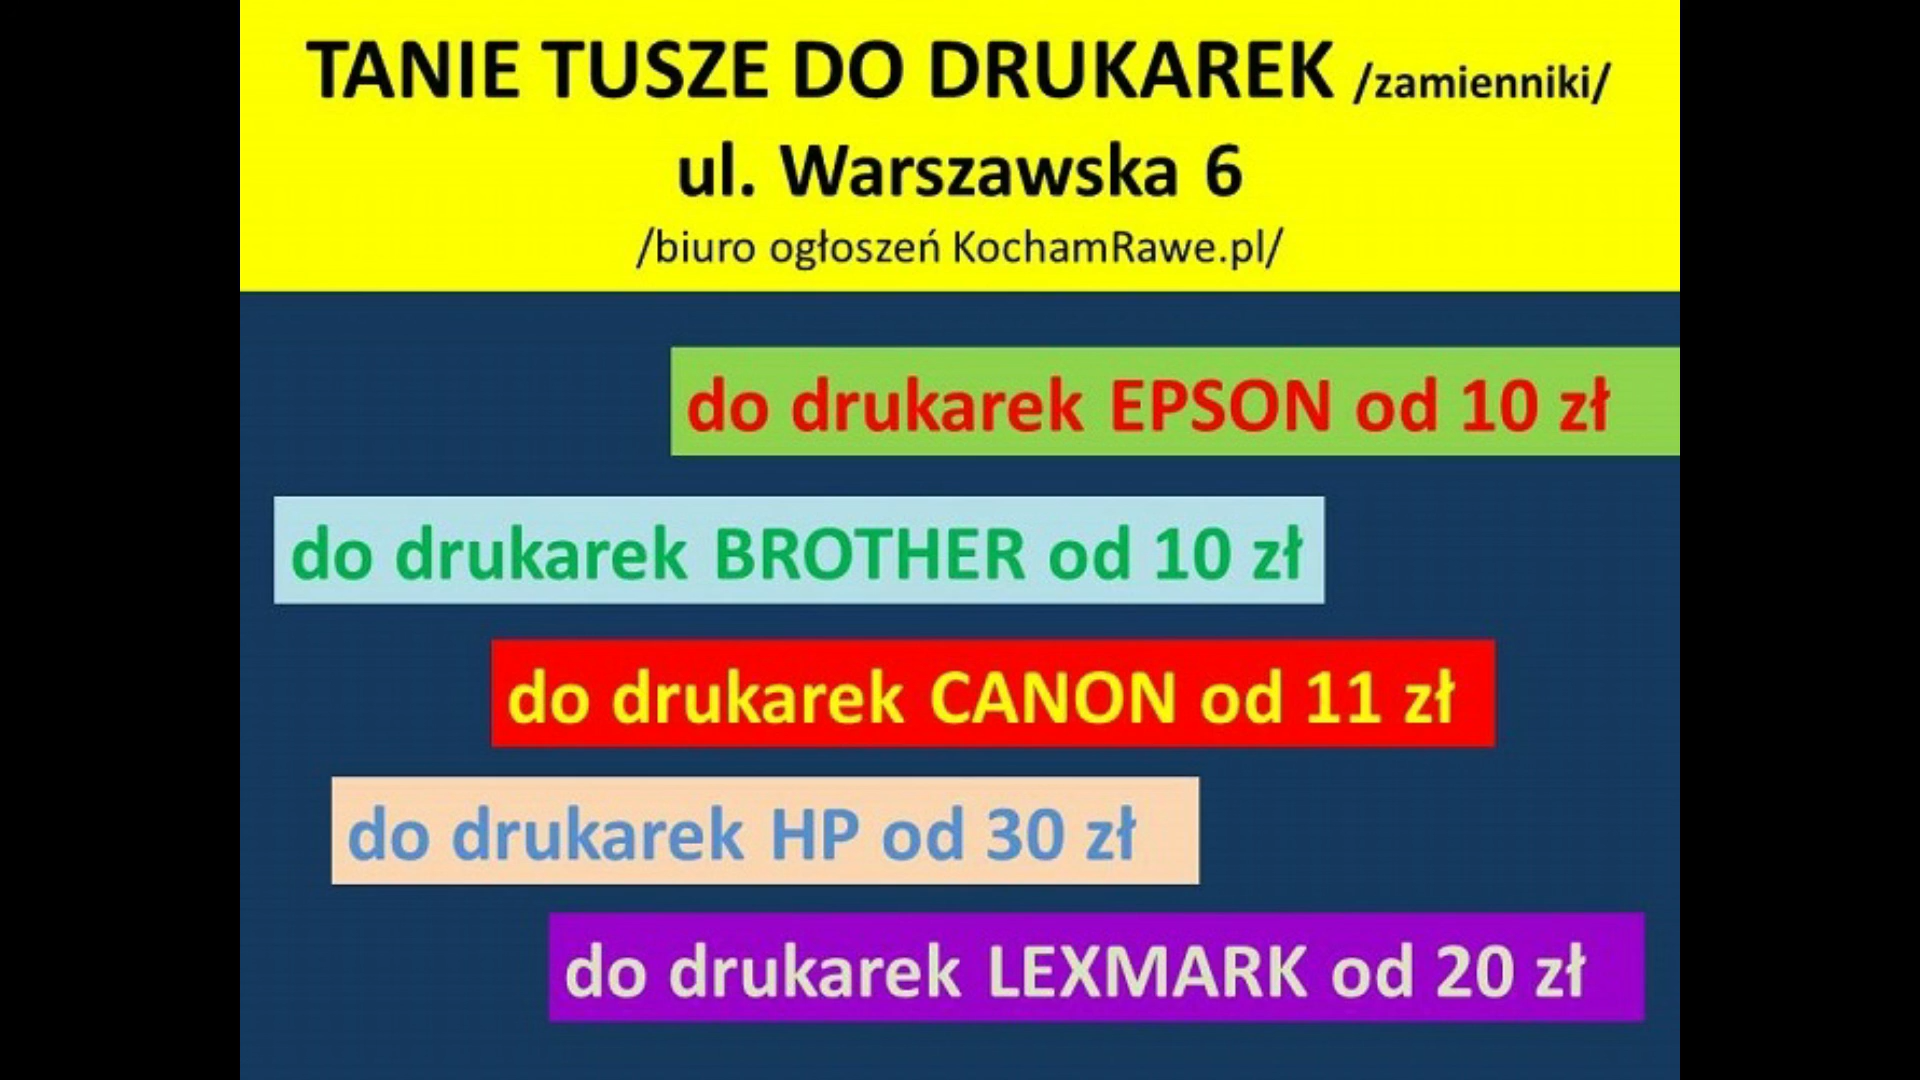 TANIE TUSZE DO DRUKAREK /zamienniki/
ul. Warszawska 6
/biuro ogłoszeń KochamRawe.pl/
do drukarek EPSON od 10 zł
do drukarek BROTHER od 10 zł
do drukarek CANON od 11 zł
do drukarek HP od 30 zł
do drukarek LEXMARK od 20 zł